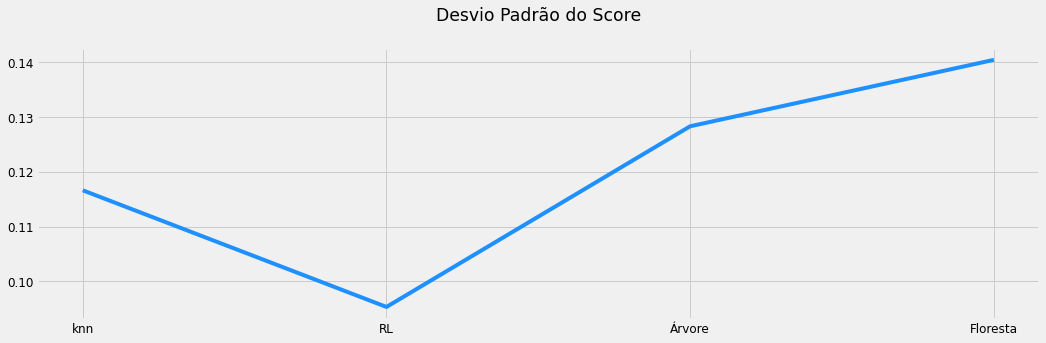 Desvio Padrão do Score
0.14
0.13
0.12
0.11
0.10
knn
RL
Árvore
Floresta